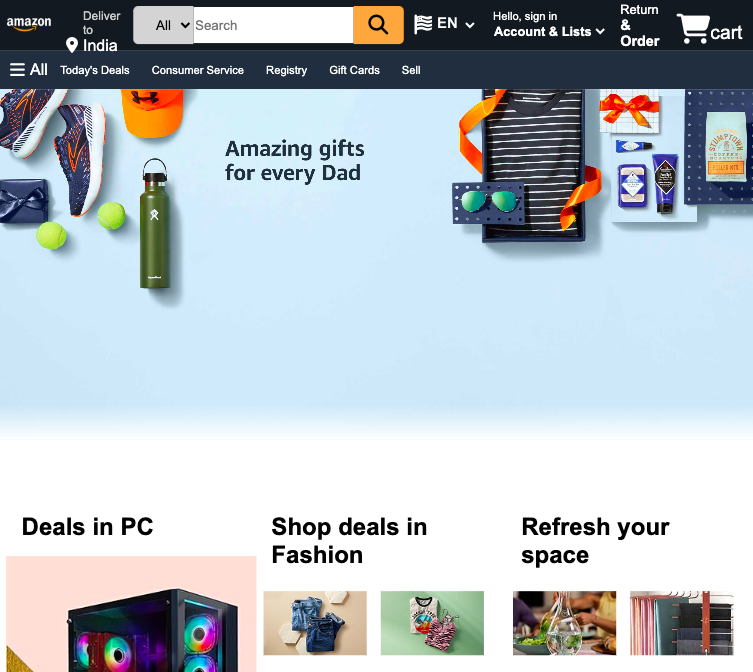 amazon
Deliver
to
India
All
Search
EN
Hello, sign in
Account & Lists
Return
&
Order
cart
All
Today's Deals
Consumer Service
Registry
Gift Cards
Sell
Amazing gifts
for every Dad
STUMPTOWN
COFFEE
Deals in PC
Shop deals in
Fashion
Refresh your
space